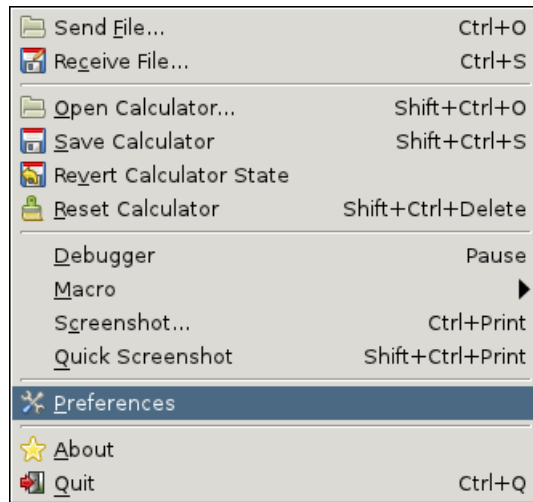 Send File... Ctrl+O
Receive File... Ctrl+S
Open Calculator... Shift+Ctrl+O
Save Calculator Shift+Ctrl+S
Revert Calculator State
Reset Calculator Shift+Ctrl+Delete
Debugger Pause
Macro
Screenshot... Ctrl+Print
Quick Screenshot Shift+Ctrl+Print
Preferences
About
Quit Ctrl+Q